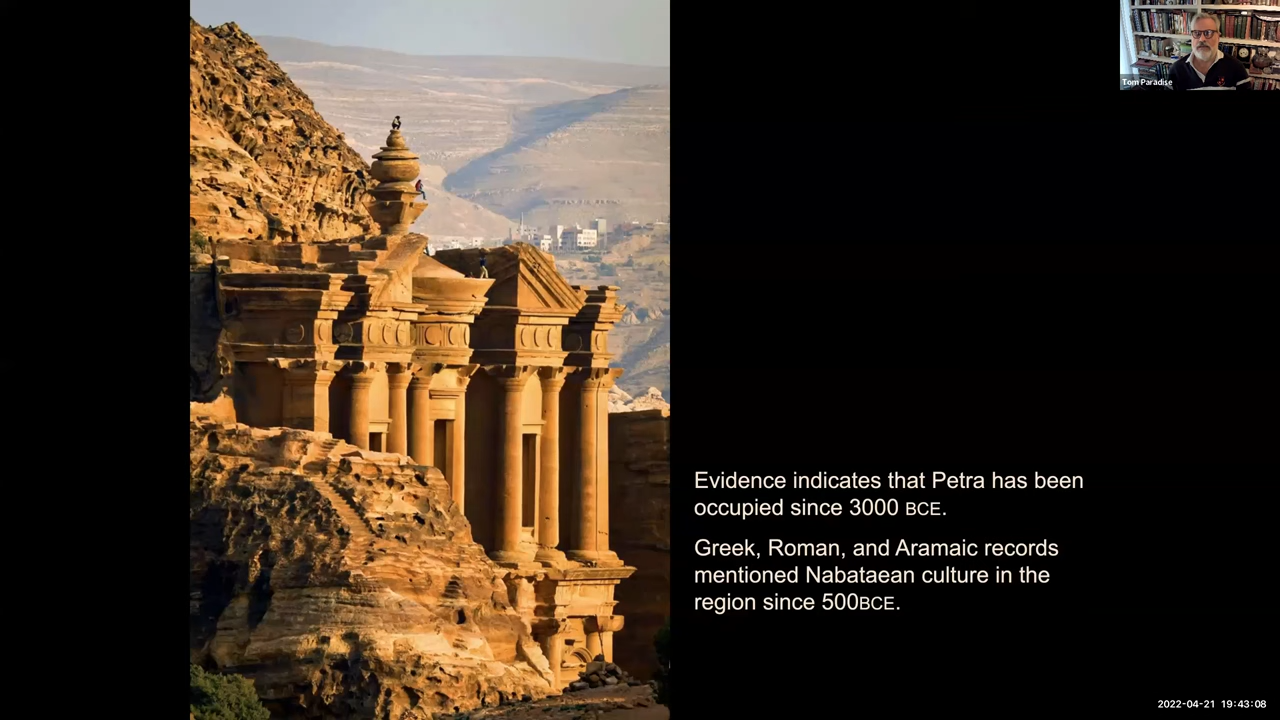 Tom Paradise
Evidence indicates that Petra has been
occupied since 3000 BCE.
Greek, Roman, and Aramaic records
mentioned Nabataean culture in the
region since 500BCE.
2022-04-21 19:43:08